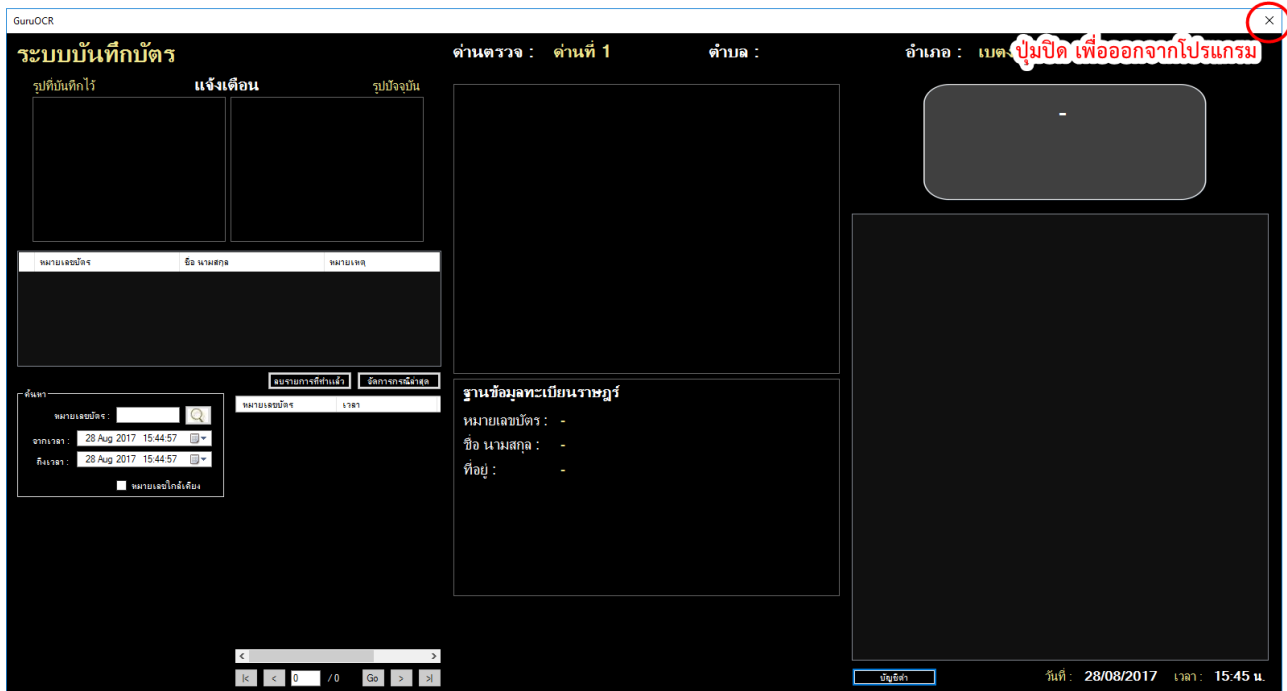 GuruOCR
ระบบบันทึกบัตร
ด่านตรวจ : ด่านที่ 1 ตำบล : อำเภอ : เบตง
ปุ่มปิด เพื่อออกจากโปรแกรม
รูปที่บันทึกไว้ แจ้งเตือน รูปปัจจุบัน
-
หมายเลขบัตร ชื่อ นามสกุล หมายเหตุ
ลบรายการที่ทำแล้ว จัดการกรณีล่าสุด
ค้นหา
หมายเลขบัตร :
จากเวลา : 28 Aug 2017 15:44:57
ถึงเวลา : 28 Aug 2017 15:44:57
หมายเลขใกล้เคียง
หมายเลขบัตร เวลา
ฐานข้อมูลทะเบียนราษฎร์
หมายเลขบัตร : -
ชื่อ นามสกุล : -
ที่อยู่ : -
|< < 0 / 0 Go > >|
บัญชีดำ
วันที่ : 28/08/2017 เวลา : 15:45 น.